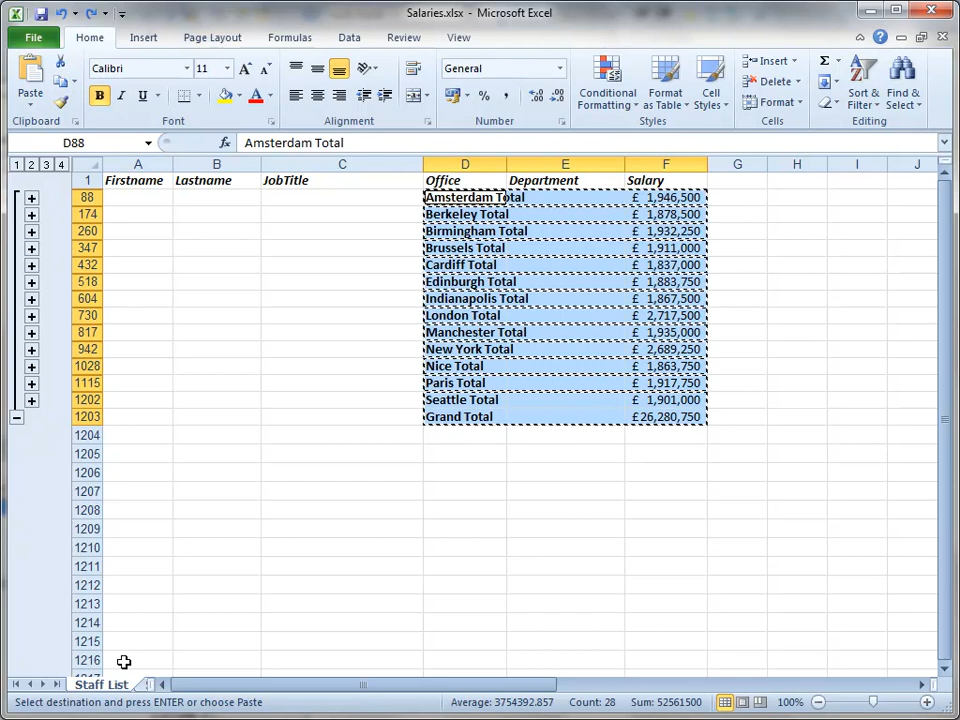 Salaries.xlsx - Microsoft Excel
File Home Insert Page Layout Formulas Data Review View
Paste
Calibri 11
B I U A
General
% ,
Conditional Formatting
Format as Table
Cell Styles
Insert
Delete
Format
Σ
Sort & Filter
Find & Select
Clipboard Font Alignment Number Styles Cells Editing
D88 fx Amsterdam Total
1 2 3 4 A B C D E F G H I J
1 Firstname Lastname JobTitle Office Department Salary
88 Amsterdam Total £ 1,946,500
174 Berkeley Total £ 1,878,500
260 Birmingham Total £ 1,932,250
347 Brussels Total £ 1,911,000
432 Cardiff Total £ 1,837,000
518 Edinburgh Total £ 1,883,750
604 Indianapolis Total £ 1,867,500
730 London Total £ 2,717,500
817 Manchester Total £ 1,935,000
942 New York Total £ 2,689,250
1028 Nice Total £ 1,863,750
1115 Paris Total £ 1,917,750
1202 Seattle Total £ 1,901,000
1203 Grand Total £ 26,280,750
1204
1205
1206
1207
1208
1209
1210
1211
1212
1213
1214
1215
1216
Staff List
Select destination and press ENTER or choose Paste Average: 3754392.857 Count: 28 Sum: 52561500 100%